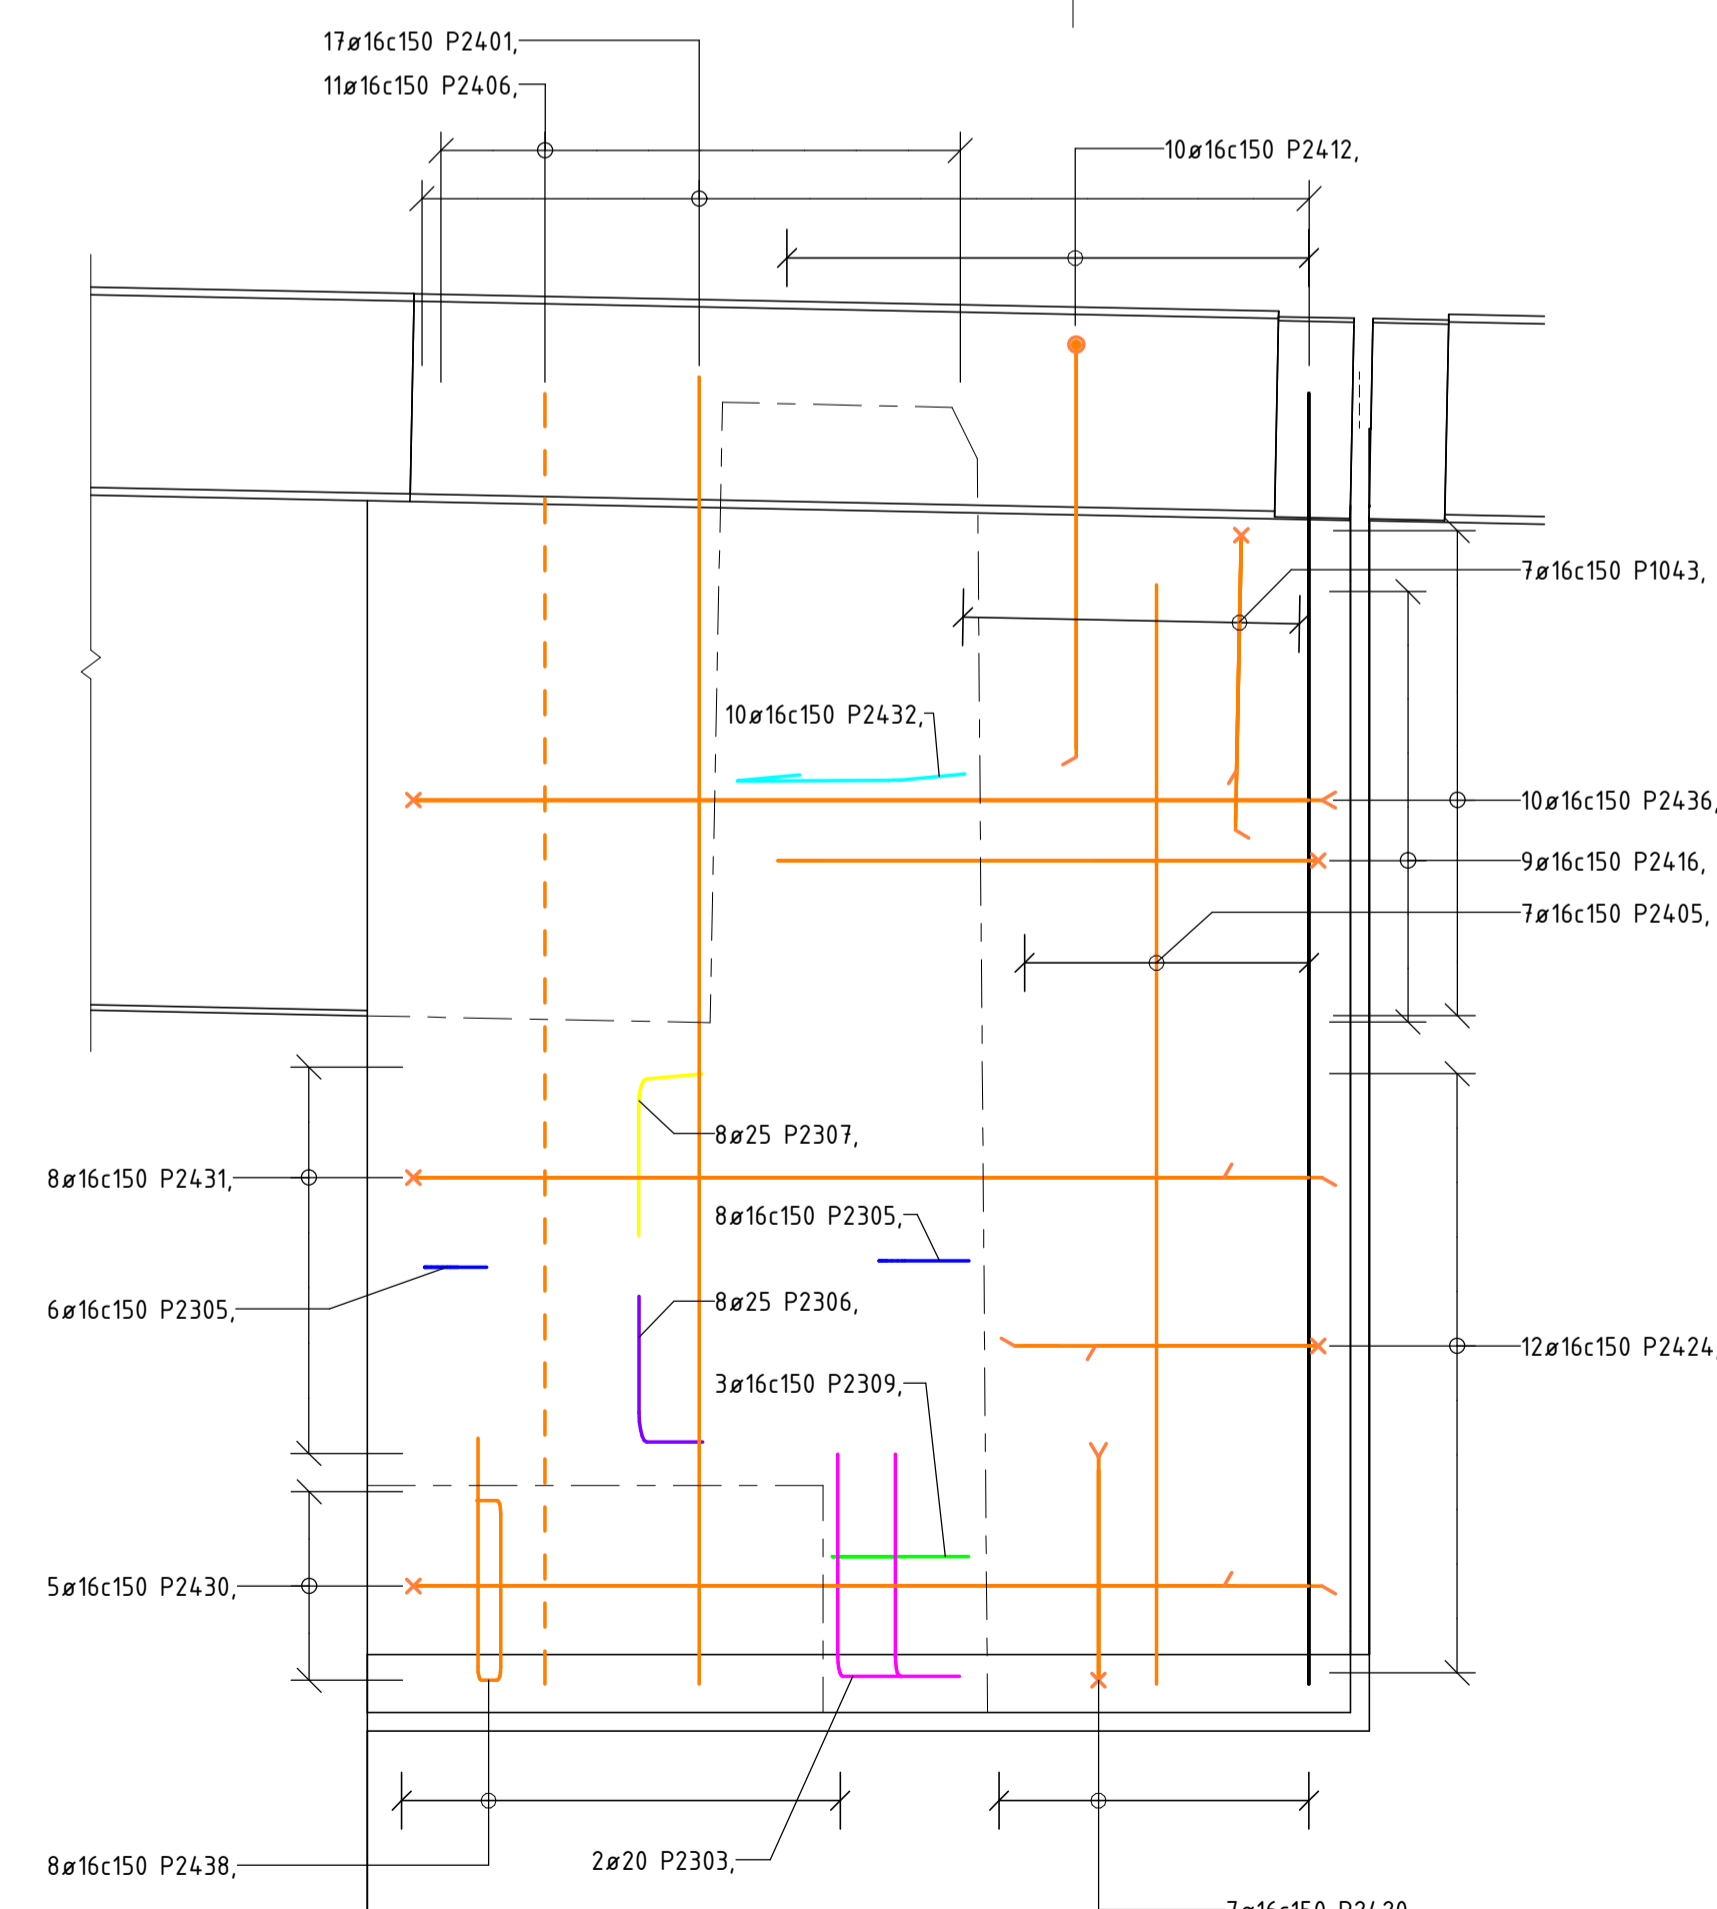 17ø16c150 P2401,
11ø16c150 P2406,
10ø16c150 P2412,
7ø16c150 P1043,
10ø16c150 P2432,
10ø16c150 P2436,
9ø16c150 P2416,
7ø16c150 P2405,
8ø25 P2307,
8ø16c150 P2431,
8ø16c150 P2305,
6ø16c150 P2305,
8ø25 P2306,
12ø16c150 P2424,
3ø16c150 P2309,
5ø16c150 P2430,
8ø16c150 P2438,
2ø20 P2303,
7ø16c150